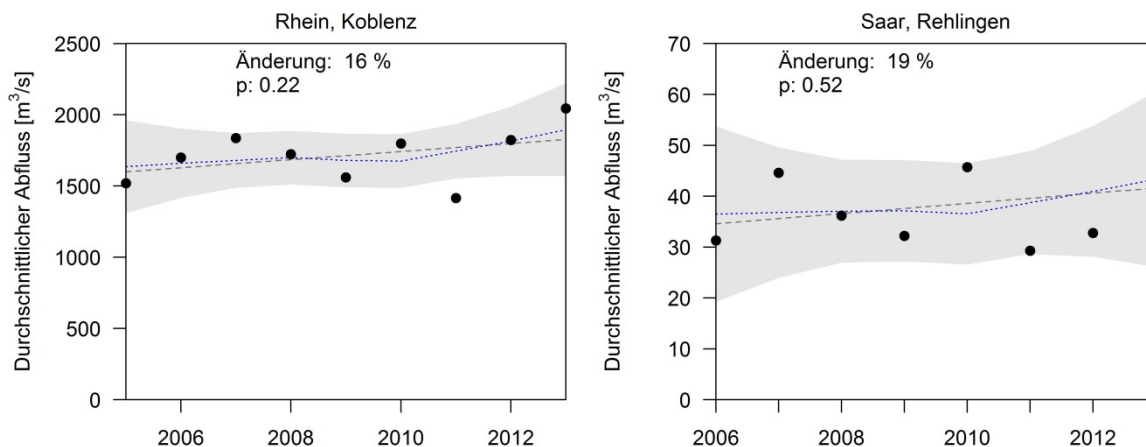 Rhein, Koblenz
Durchschnittlicher Abfluss [m³/s]
2500
2000
1500
1000
500
0
Änderung: 16 %
p: 0.22
2006 2008 2010 2012
Saar, Rehlingen
Durchschnittlicher Abfluss [m³/s]
70
60
50
40
30
20
10
0
Änderung: 19 %
p: 0.52
2006 2008 2010 2012